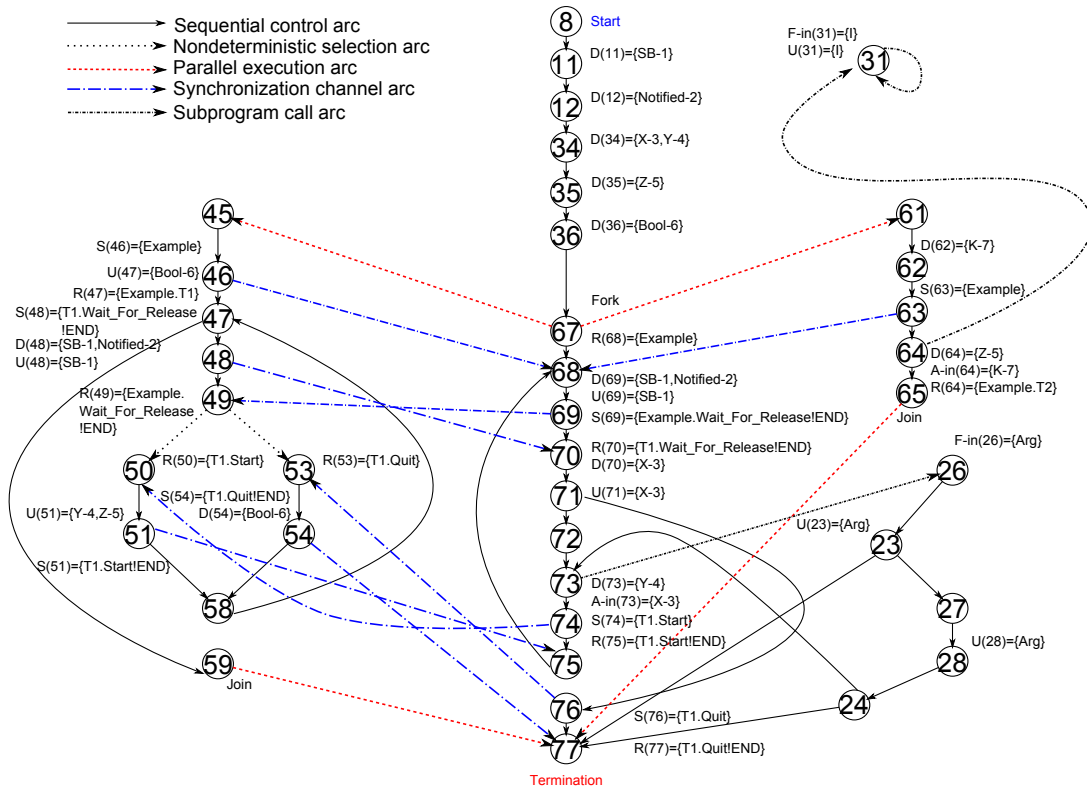 Sequential control arc
Nondeterministic selection arc
Parallel execution arc
Synchronization channel arc
Subprogram call arc
8
Start
11
D(11)={SB-1}
12
D(12)={Notified-2}
34
D(34)={X-3,Y-4}
35
D(35)={Z-5}
36
D(36)={Bool-6}
F-in(31)={I}
U(31)={I}
31
45
S(46)={Example}
U(47)={Bool-6}
46
R(47)={Example.T1}
S(48)={T1.Wait_For_Release
!END}
47
D(48)={SB-1,Notified-2}
U(48)={SB-1}
48
R(49)={Example.
Wait_For_Release
!END}
49
50
R(50)={T1.Start}
53
R(53)={T1.Quit}
S(54)={T1.Quit!END}
D(54)={Bool-6}
U(51)={Y-4,Z-5}
51
54
S(51)={T1.Start!END}
58
59
Join
Fork
67
R(68)={Example}
68
D(69)={SB-1,Notified-2}
U(69)={SB-1}
69
S(69)={Example.Wait_For_Release!END}
70
R(70)={T1.Wait_For_Release!END}
D(70)={X-3}
71
U(71)={X-3}
72
73
D(73)={Y-4}
A-in(73)={X-3}
74
S(74)={T1.Start}
R(75)={T1.Start!END}
75
76
S(76)={T1.Quit}
77
R(77)={T1.Quit!END}
Termination
61
D(62)={K-7}
62
S(63)={Example}
63
64
D(64)={Z-5}
A-in(64)={K-7}
65
R(64)={Example.T2}
Join
F-in(26)={Arg}
26
U(23)={Arg}
23
27
U(28)={Arg}
28
24